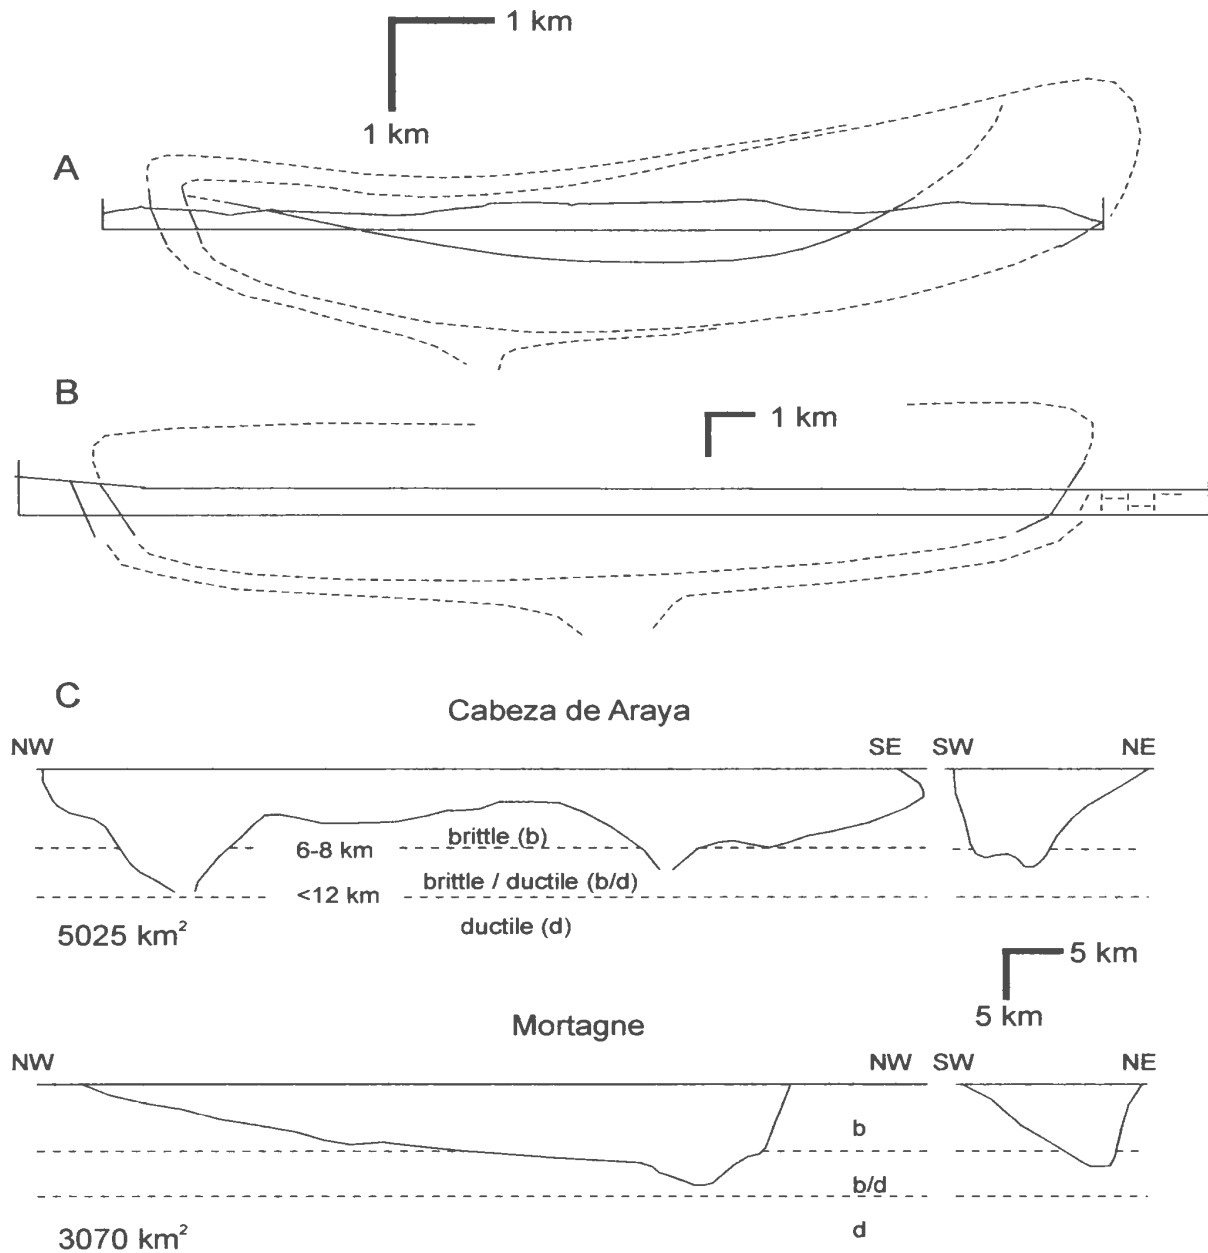 1 km
1 km
A
B
1 km
C
Cabeza de Araya
NW SE SW NE
brittle (b)
6-8 km
brittle / ductile (b/d)
<12 km
ductile (d)
5025 km²
5 km
5 km
Mortagne
NW NW SW NE
b
b/d
d
3070 km²